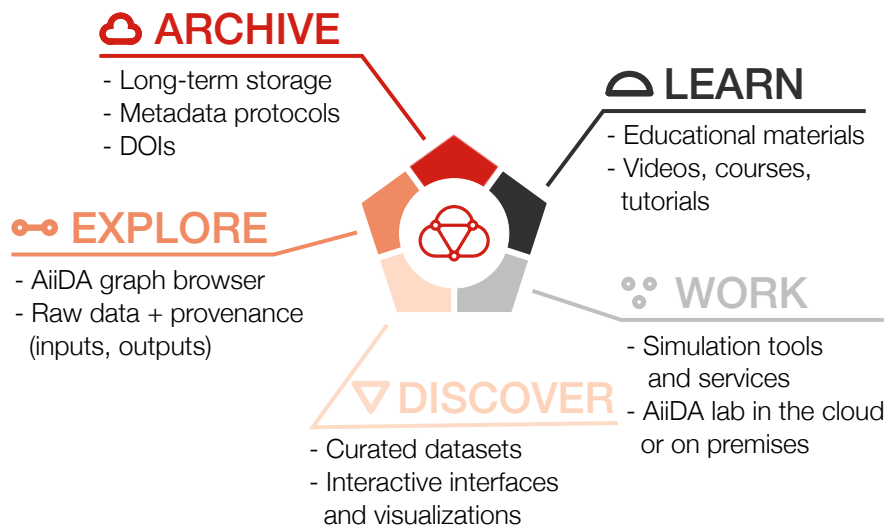 ARCHIVE
- Long-term storage
- Metadata protocols
- DOIs
LEARN
- Educational materials
- Videos, courses,
tutorials
EXPLORE
- AiiDA graph browser
- Raw data + provenance
(inputs, outputs)
WORK
- Simulation tools
and services
- AiiDA lab in the cloud
or on premises
DISCOVER
- Curated datasets
- Interactive interfaces
and visualizations